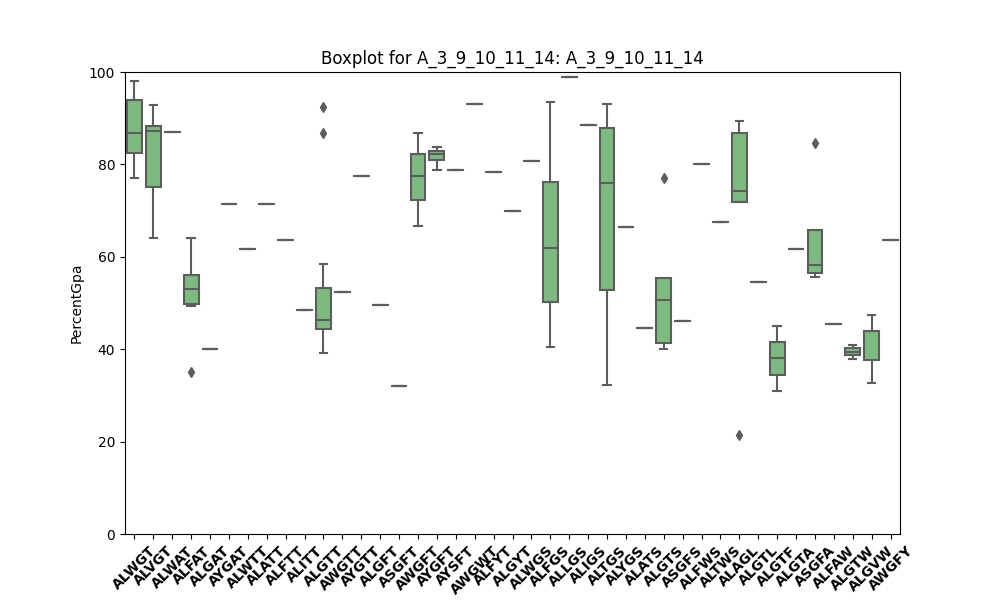 Boxplot for A_3_9_10_11_14: A_3_9_10_11_14
PercentGpa
100
80
60
40
20
0
ALWGT
ALVGT
ALWAT
ALFAT
ALGAT
AYGAT
ALWTT
ALATT
ALFTT
ALITT
ALGTT
AWGTT
AYGTT
ALGFT
ASGFT
AWGFT
AYGFT
AYSFT
AWGWT
ALFYT
ALGYT
ALWGS
ALFGS
ALLGS
ALIGS
ALTGS
ALYGS
ALATS
ALGTS
ASGFS
ALFWS
ALTWS
ALAGL
ALGTL
ALGTF
ALGTA
ASGFA
ALFAW
ALGTW
ALGVW
AWGFY